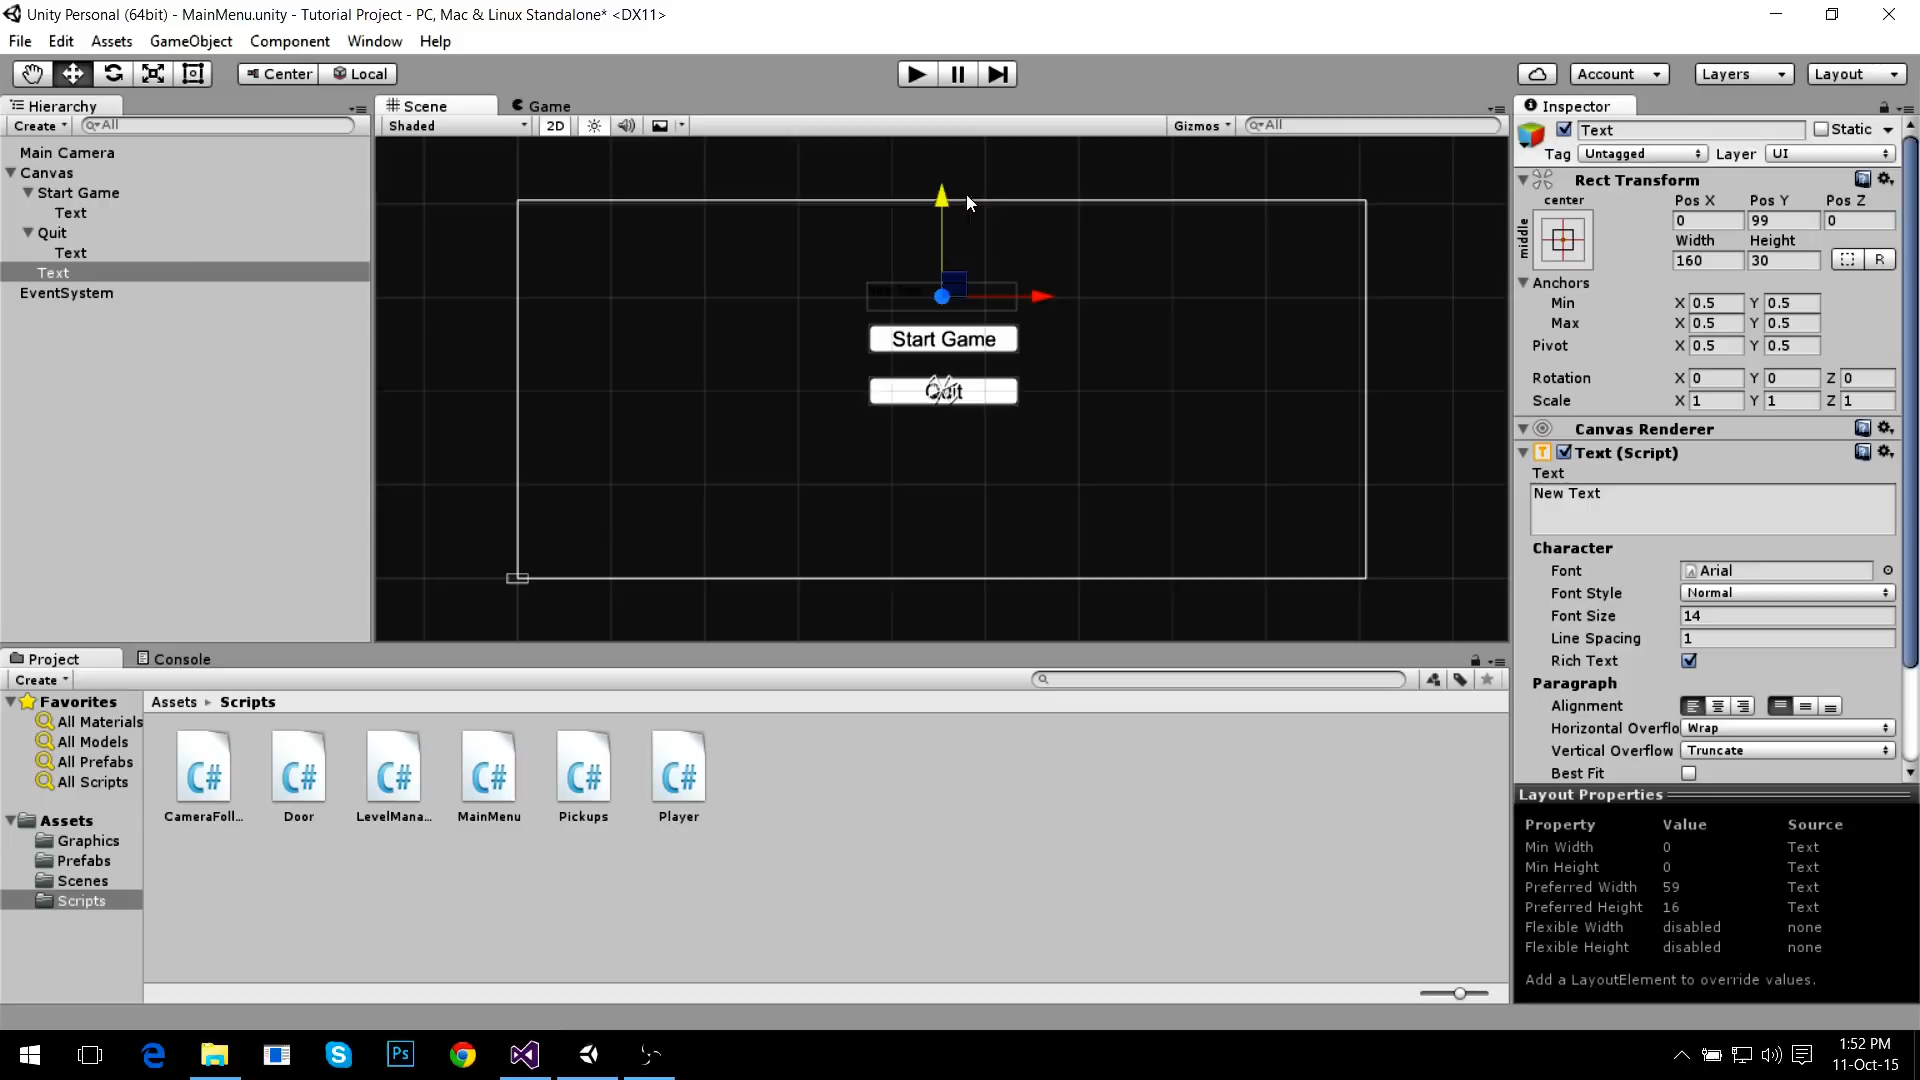 Unity Personal (64bit) - MainMenu.unity - Tutorial Project - PC, Mac & Linux Standalone* <DX11>
File Edit Assets GameObject Component Window Help
Center Local
Account Layers Layout
Hierarchy
Create All
Main Camera
Canvas
Start Game
Text
Quit
Text
Text
EventSystem
Scene Game
Shaded 2D Gizmos All
Start Game
Quit
Inspector
Text Static
Tag Untagged Layer UI
Rect Transform
center Pos X Pos Y Pos Z
middle
0 99 0
Width Height
160 30 R
Anchors
Min X 0.5 Y 0.5
Max X 0.5 Y 0.5
Pivot X 0.5 Y 0.5
Rotation X 0 Y 0 Z 0
Scale X 1 Y 1 Z 1
Canvas Renderer
Text (Script)
Text
New Text
Character
Font Arial
Font Style Normal
Font Size 14
Line Spacing 1
Rich Text
Paragraph
Alignment
Horizontal Overflo Wrap
Vertical Overflow Truncate
Best Fit
Layout Properties
Property Value Source
Min Width 0 Text
Min Height 0 Text
Preferred Width 59 Text
Preferred Height 16 Text
Flexible Width disabled none
Flexible Height disabled none
Add a LayoutElement to override values.
Project Console
Create
Favorites
All Materials
All Models
All Prefabs
All Scripts
Assets
Graphics
Prefabs
Scenes
Scripts
Assets Scripts
C# C# C# C# C# C#
CameraFoll... Door LevelMana... MainMenu Pickups Player
Ps
1:52 PM
11-Oct-15